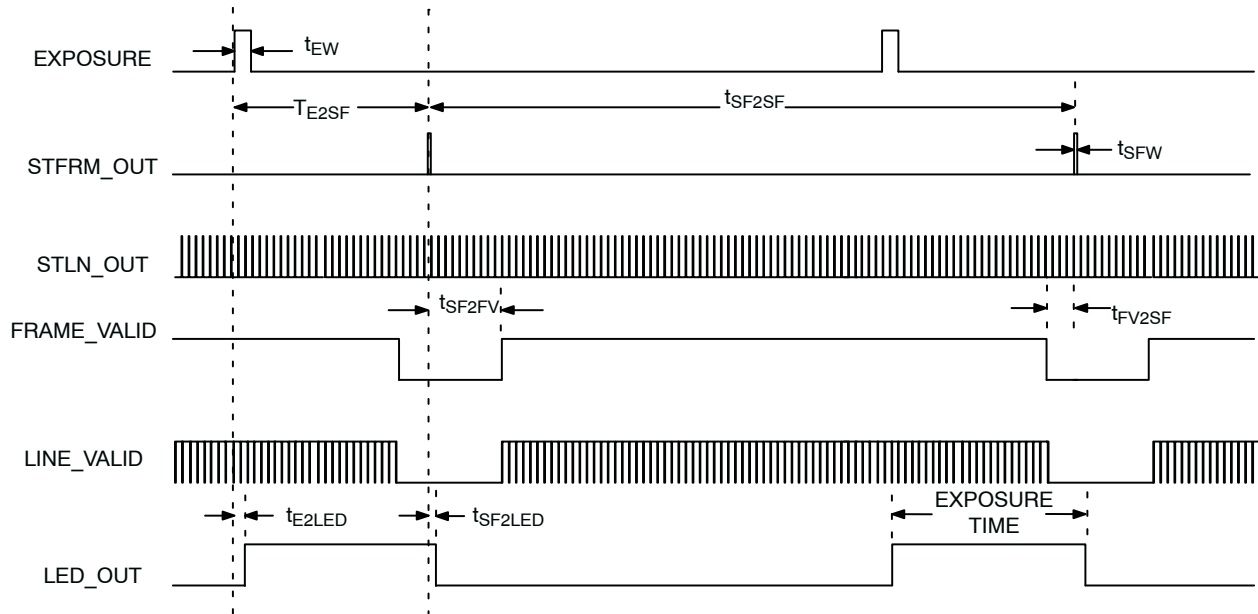 EXPOSURE
tEW
TE2SF
tSF2SF
STFRM_OUT
tSFW
STLN_OUT
tSF2FV
FRAME_VALID
tFV2SF
LINE_VALID
tE2LED
tSF2LED
EXPOSURE
TIME
LED_OUT